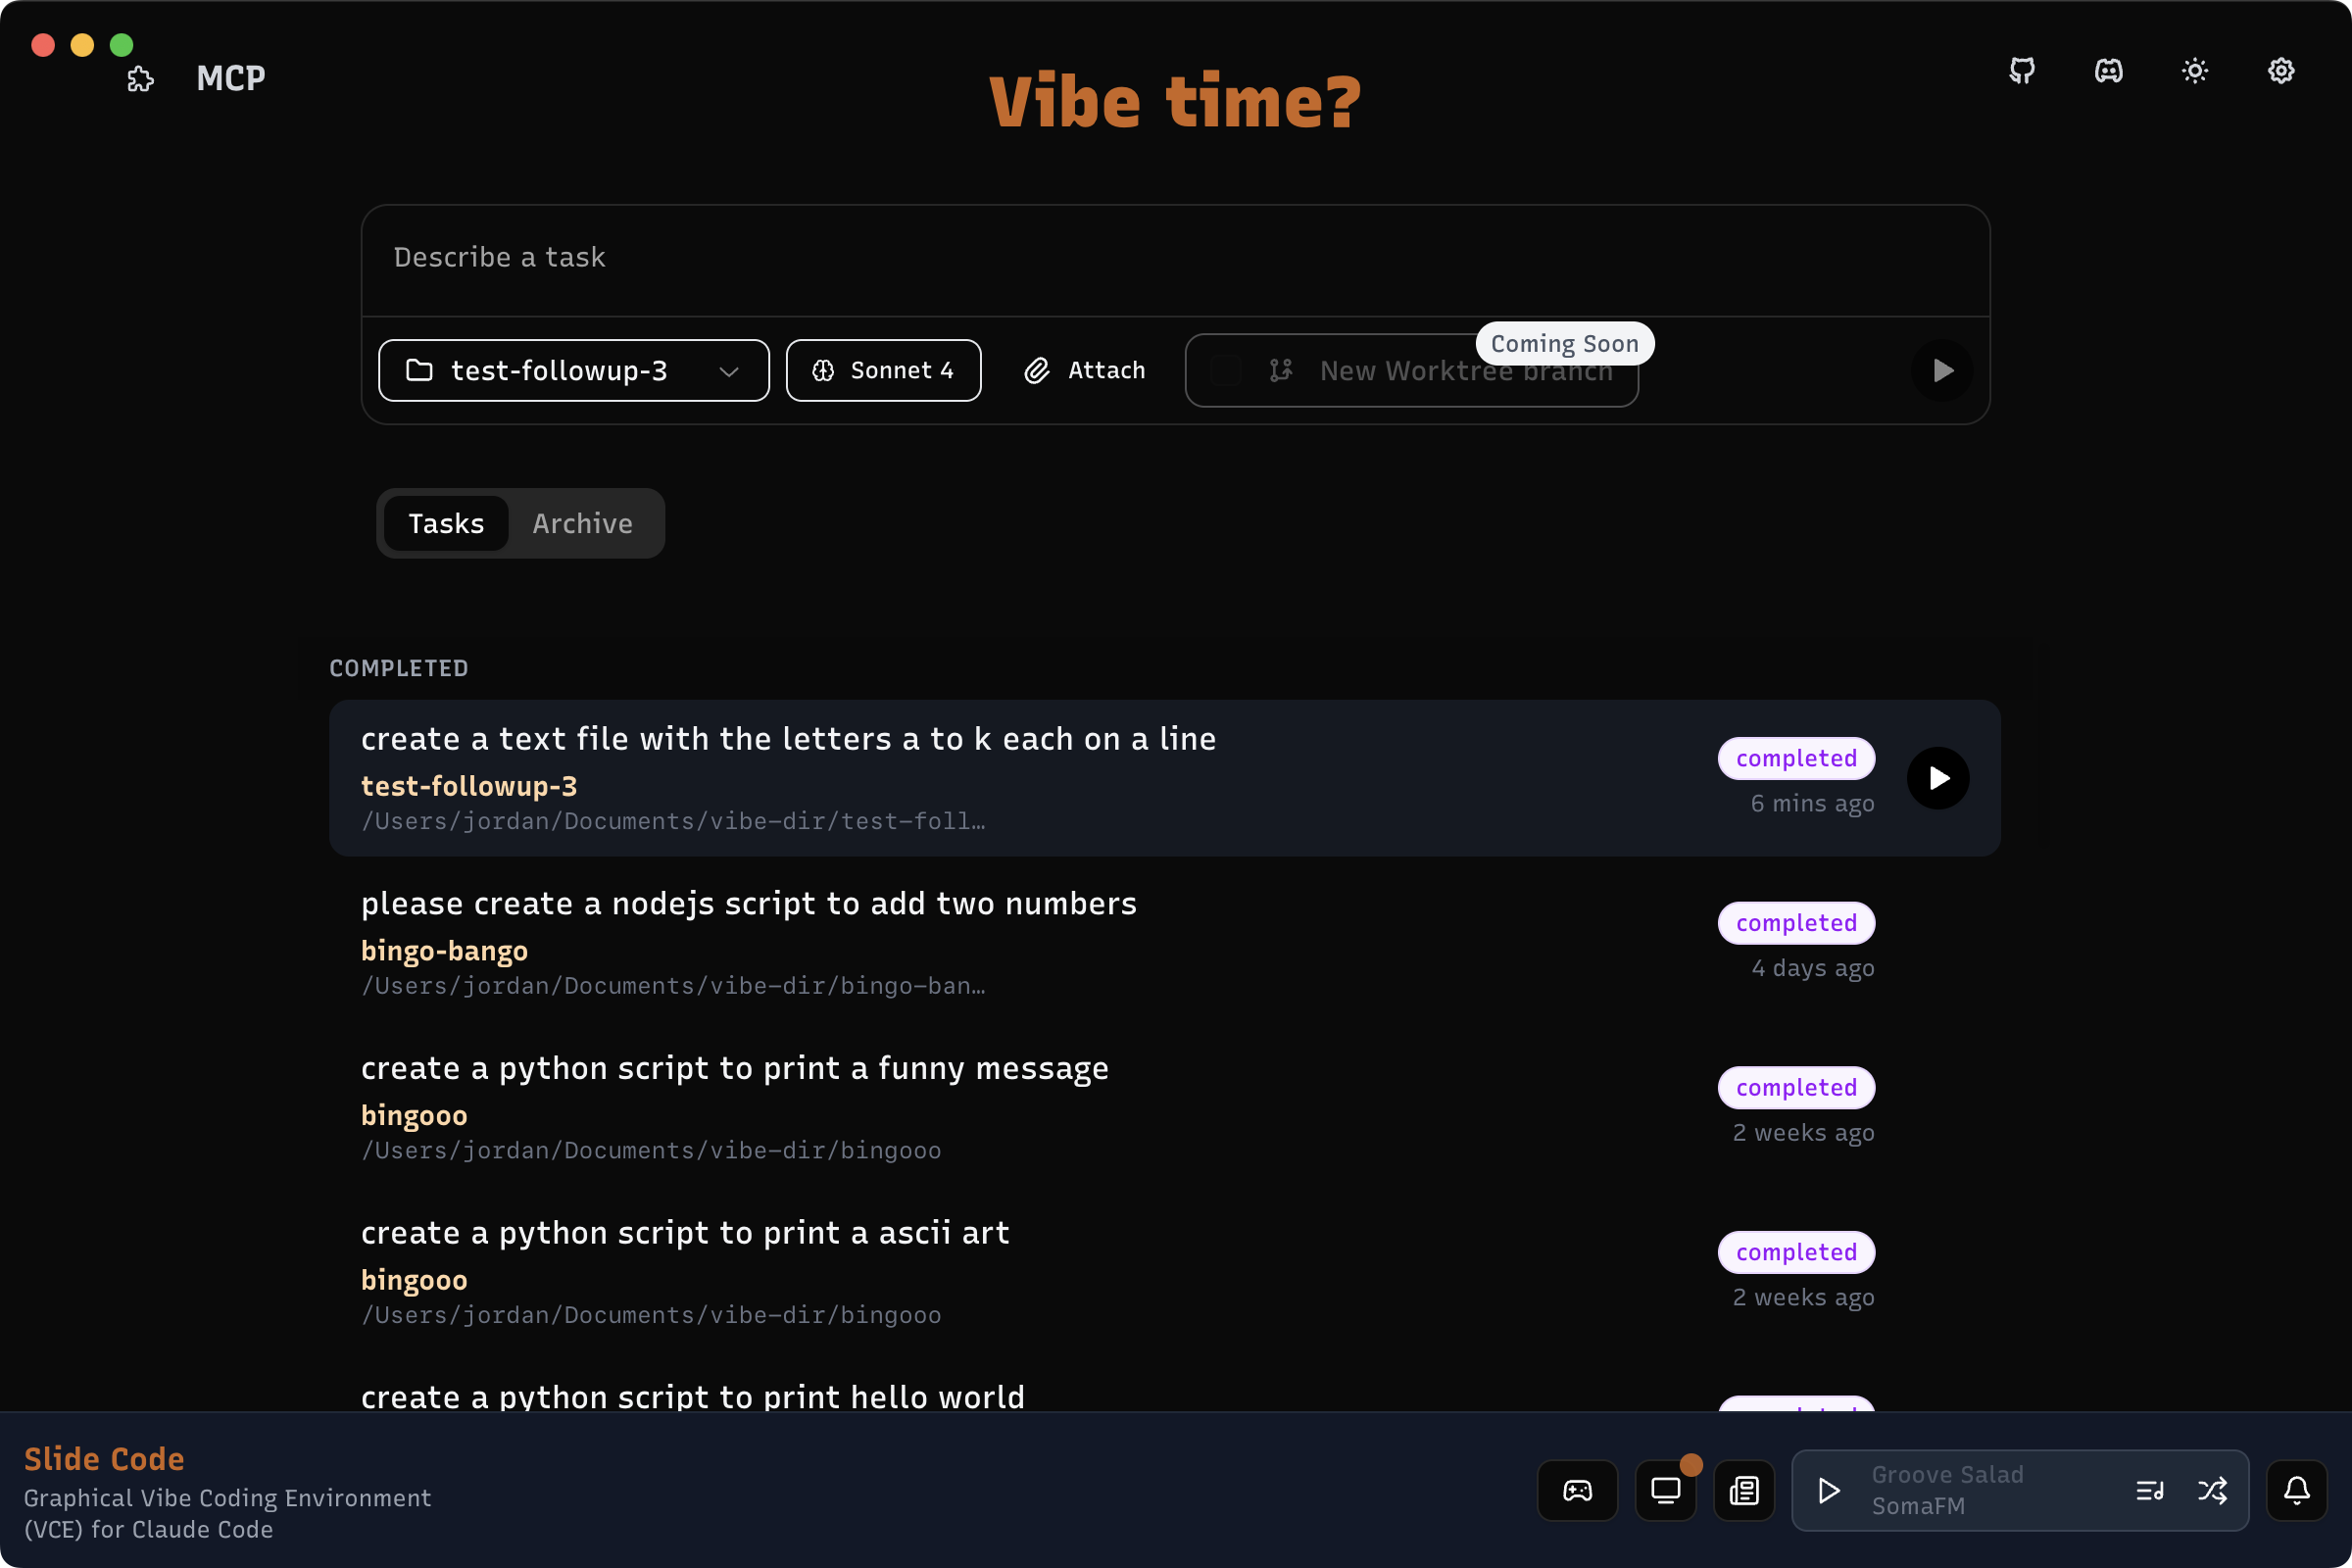 MCP
Vibe time?
Describe a task
test-followup-3
Sonnet 4
Attach
New Worktree branch
Coming Soon
Tasks
Archive
COMPLETED
create a text file with the letters a to k each on a line
test-followup-3
/Users/jordan/Documents/vibe-dir/test-foll…
completed
6 mins ago
please create a nodejs script to add two numbers
bingo-bango
/Users/jordan/Documents/vibe-dir/bingo-ban…
completed
4 days ago
create a python script to print a funny message
bingooo
/Users/jordan/Documents/vibe-dir/bingooo
completed
2 weeks ago
create a python script to print a ascii art
bingooo
/Users/jordan/Documents/vibe-dir/bingooo
completed
2 weeks ago
create a python script to print hello world
Slide Code
Graphical Vibe Coding Environment
(VCE) for Claude Code
Groove Salad
SomaFM